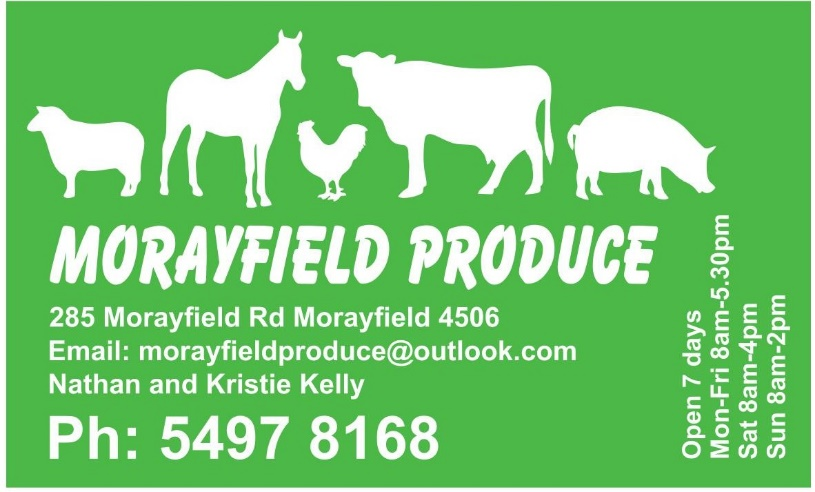 MORAYFIELD PRODUCE
285 Morayfield Rd Morayfield 4506
Email: morayfieldproduce@outlook.com
Nathan and Kristie Kelly
Ph: 5497 8168
Open 7 days
Mon-Fri 8am-5.30pm
Sat 8am-4pm
Sun 8am-2pm